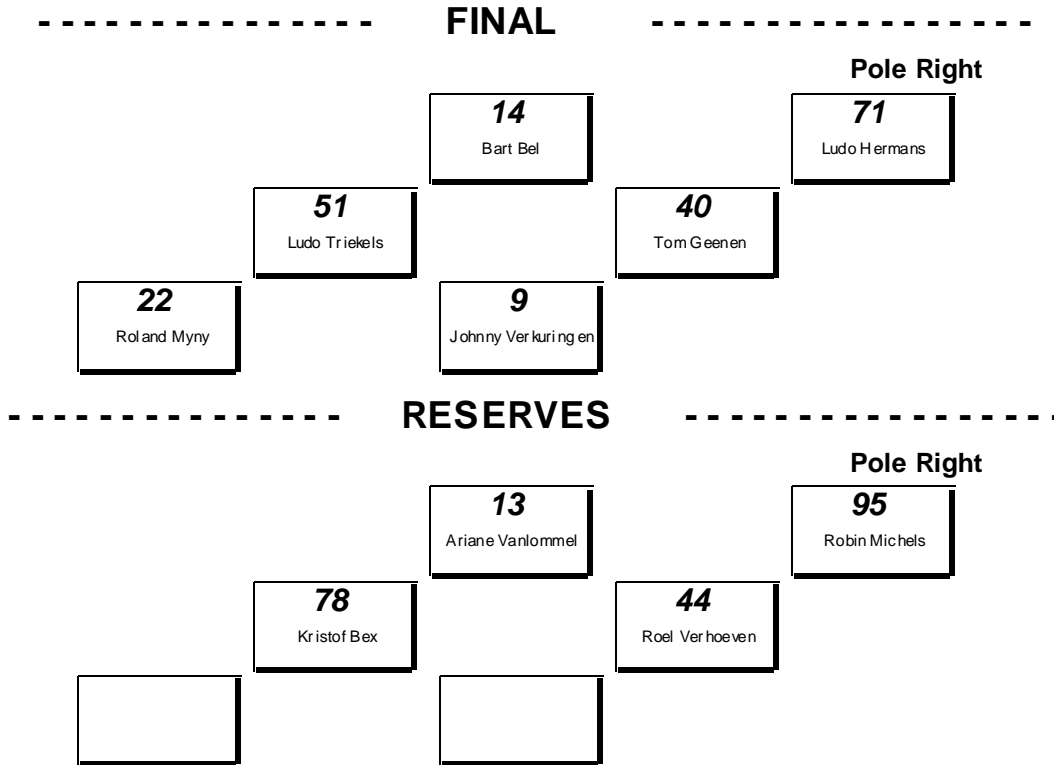 - - - - - - - - - - - - - - - FINAL - - - - - - - - - - - - - - - - -
Pole Right
14 71
Bart Bel Ludo Hermans
51 40
Ludo Triekels Tom Geenen
22 9
Roland Myny Johnny Verkuringen
- - - - - - - - - - - - - - - RESERVES - - - - - - - - - - - - - - - - -
Pole Right
13 95
Ariane Vanlommel Robin Michels
78 44
Kristof Bex Roel Verhoeven